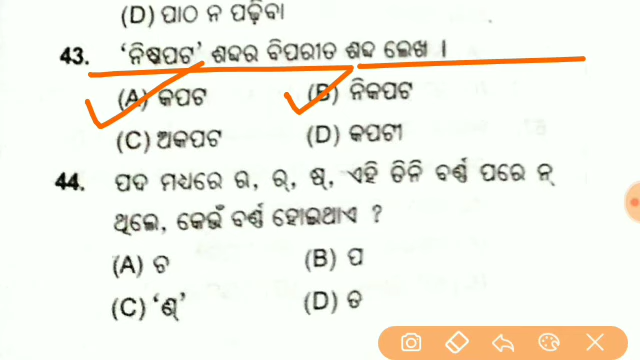 (D) ପାଠ ନ ପଢ଼ିବା
43. ‘ନିଷ୍କପଟ’ ଶବ୍ଦର ବିପରୀତ ଶବ୍ଦ ଲେଖ ।
(A) କପଟ (B) ନିକପଟ
(C) ଅକପଟ (D) କପଟୀ
44. ପଦ ମଧ୍ୟରେ ଋ, ର୍, ଷ୍, ଏହି ତିନି ବର୍ଣ୍ଣ ପରେ ନ୍
ଥିଲେ, କେଉଁ ବର୍ଣ୍ଣ ହୋଇଥାଏ ?
(A) ଚ (B) ପ
(C) ‘ଣ୍’ (D) ତ